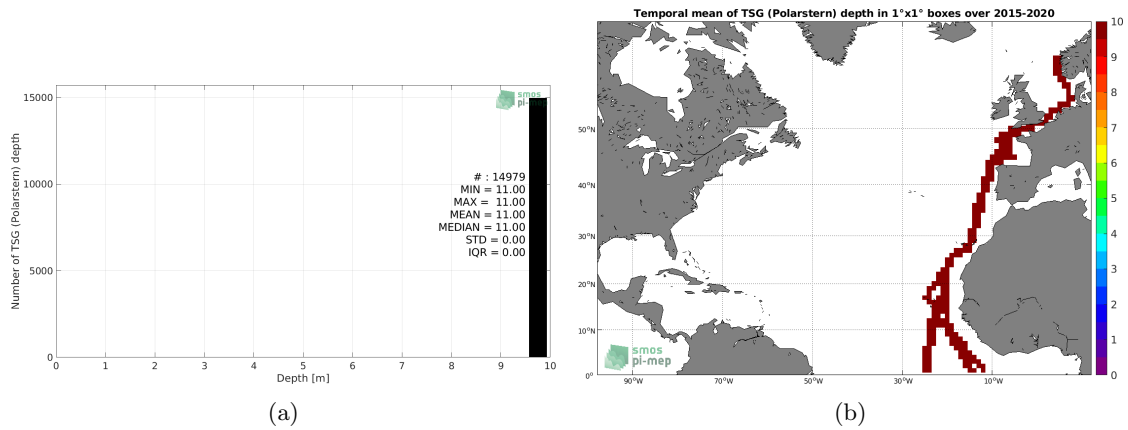 Number of TSG (Polarstern) depth
15000
10000
5000
0
0 1 2 3 4 5 6 7 8 9 10
Depth [m]
smos
pi-mep
# : 14979
MIN = 11.00
MAX = 11.00
MEAN = 11.00
MEDIAN = 11.00
STD = 0.00
IQR = 0.00
(a)
Temporal mean of TSG (Polarstern) depth in 1°x1° boxes over 2015-2020
50°N
40°N
30°N
20°N
10°N
0°
90°W 70°W 50°W 30°W 10°W
smos
pi-mep
10
9
8
7
6
5
4
3
2
1
0
(b)